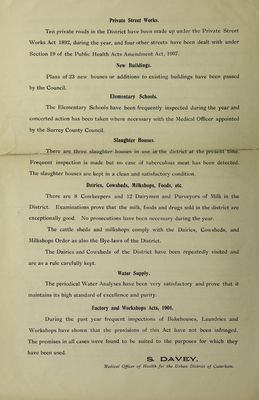 Private Street Works.
Ten private roads in the District have been made up under the Private Street
Works Act 1892, during the year, and four other streets have been dealt with under
Section 19 of the Public Health Acts Amendment Act, 1907.
New Buildings.
Plans of 23 new houses or additions to existing buildings have been passed
by the Council.
Elementary Schools.
The Elementary Schools have been frequently inspected during the year and
concerted action has been taken where necessary with the Medical Officer appointed
by the Surrey County Council.
Slaughter Houses.
There are three slaughter houses in use in the district at the present time.
Frequent inspection is made but no case of tuberculous meat has been detected.
The slaughter houses are kept in a clean and satisfactory condition.
Dairies, Cowsheds, Milkshops, Foods, etc.
There are 8 Cowkeepers and 12 Dairymen and Purveyors of Milk in the
District. Examinations prove that the milk, foods and drugs sold in the district are
exceptionally good. No prosecutions have been necessary during the year.
The cattle sheds and milkshops comply with the Dairies, Cowsheds, and
Milkshops Order as also the Bye-laws of the District.
The Dairies and Cowsheds of the District have been repeatedly visited and
are as a rule carefully kept.
Water Supply.
The periodical Water Analyses have been very satisfactory and prove that it
maintains its high standard of excellence and purity.
Factory and Workshops Acts, 1901.
During the past year frequent inspections of Bakehouses, Laundries and
Workshops have shown that the provisions of this Act have not been infringed.
The premises in all cases were found to be suited to the purposes for which they
have been used.
S. DAVEY,
Medical Officer of Health for the Urban District of Caterham.